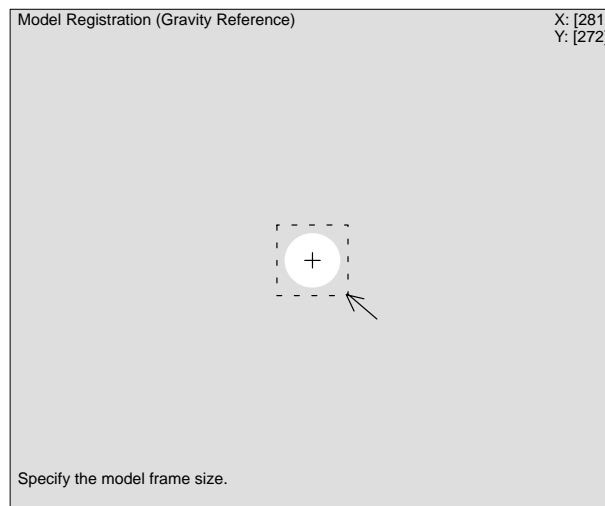 Model Registration (Gravity Reference)
X: [281
Y: [272]
Specify the model frame size.